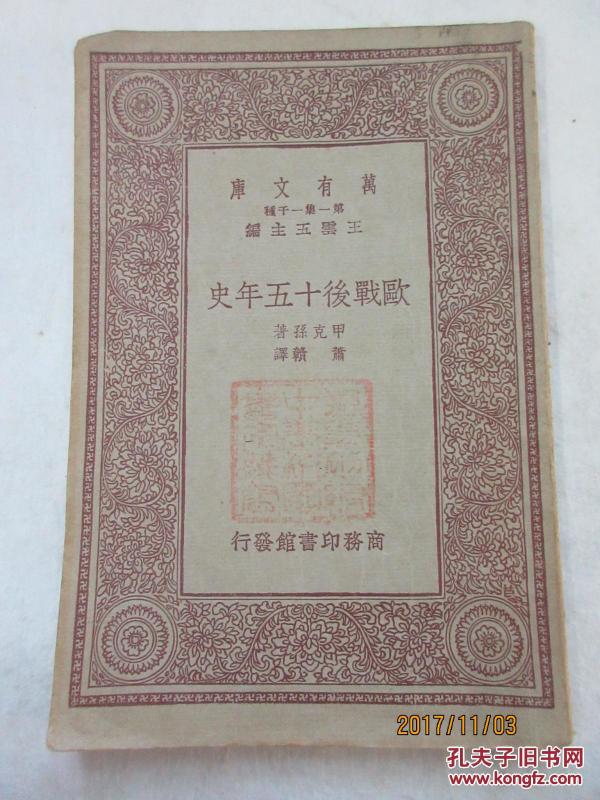 萬有文庫
第一集一千種
王雲五主編
歐戰後十五年史
甲克孫著
蕭贛譯
商務印書館發行
2017/11/03
孔夫子旧书网
www.kongfz.com